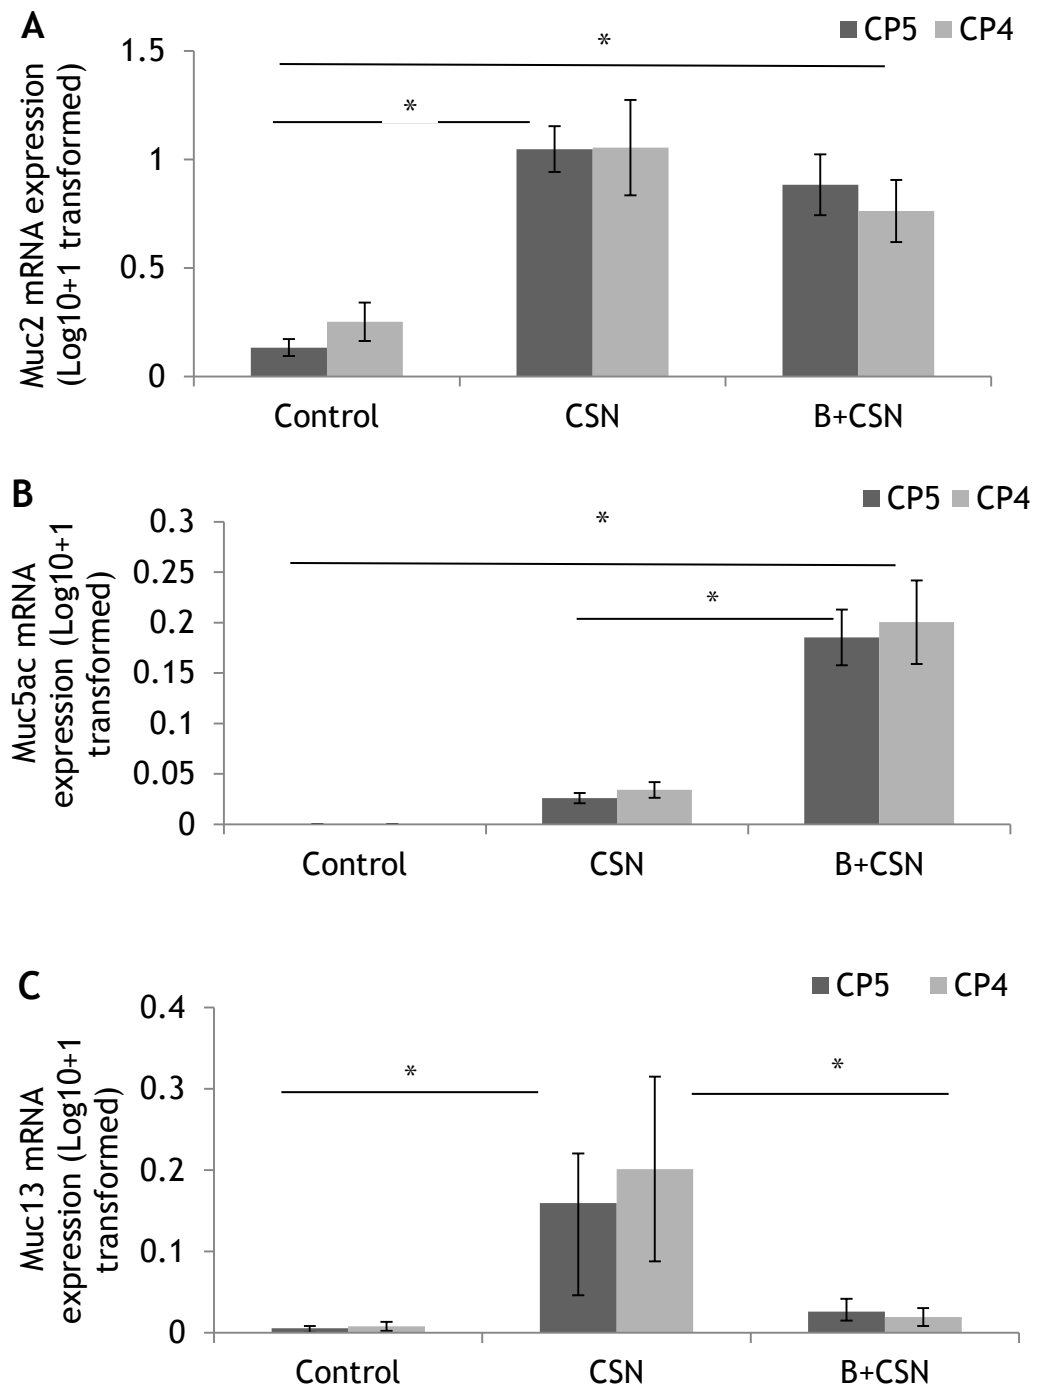 A
CP5 CP4
*
*
Muc2 mRNA expression
(Log10+1 transformed)
1.5
1
0.5
0
Control CSN B+CSN
B
CP5 CP4
*
*
Muc5ac mRNA
expression (Log10+1
transformed)
0.3
0.25
0.2
0.15
0.1
0.05
0
Control CSN B+CSN
C
CP5 CP4
*
*
Muc13 mRNA
expression (Log10+1
transformed)
0.4
0.3
0.2
0.1
0
Control CSN B+CSN